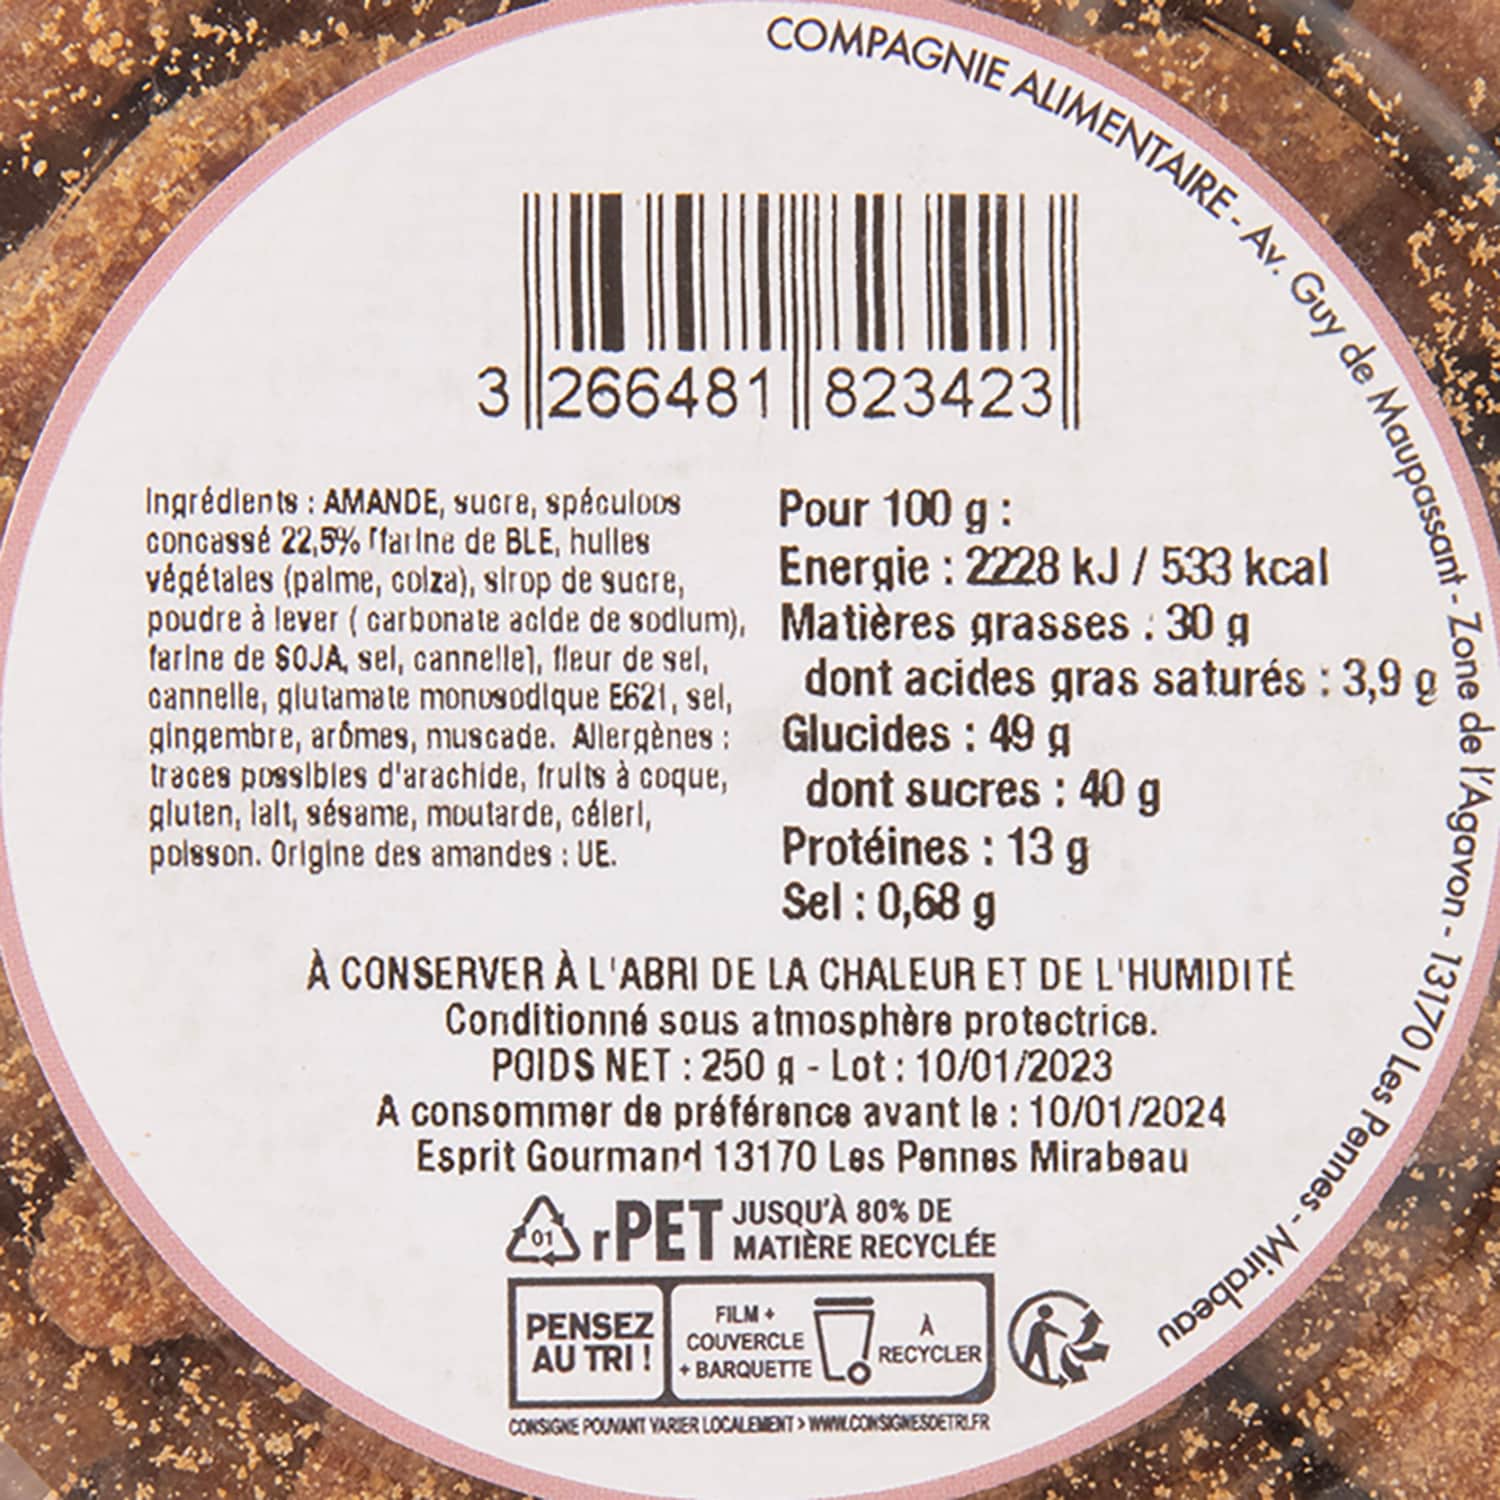 COMPAGNIE ALIMENTAIRE - Av. Guy de Maupassant - Zone de l'Agavon - 13170 Les Pennes - Mirabeau
3 266481 823423
Ingrédients : AMANDE, sucre, spéculoos
concassé 22,5% [farine de BLE, huiles
végétales (palme, colza), sirop de sucre,
poudre à lever ( carbonate acide de sodium),
farine de SOJA, sel, cannelle], fleur de sel,
cannelle, glutamate monosodique E621, sel,
gingembre, arômes, muscade. Allergènes :
traces possibles d'arachide, fruits à coque,
gluten, lait, sésame, moutarde, céleri,
poisson. Origine des amandes : UE.
Pour 100 g :
Energie : 2228 kJ / 533 kcal
Matières grasses : 30 g
dont acides gras saturés : 3,9 g
Glucides : 49 g
dont sucres : 40 g
Protéines : 13 g
Sel : 0,68 g
À CONSERVER À L'ABRI DE LA CHALEUR ET DE L'HUMIDITÉ
Conditionné sous atmosphère protectrice.
POIDS NET : 250 g - Lot : 10/01/2023
A consommer de préférence avant le : 10/01/2024
Esprit Gourmand 13170 Les Pennes Mirabeau
01 rPET JUSQU'À 80% DE
MATIÈRE RECYCLÉE
PENSEZ
AU TRI !
FILM +
COUVERCLE
+ BARQUETTE
À
RECYCLER
CONSIGNE POUVANT VARIER LOCALEMENT > WWW.CONSIGNESDETRI.FR